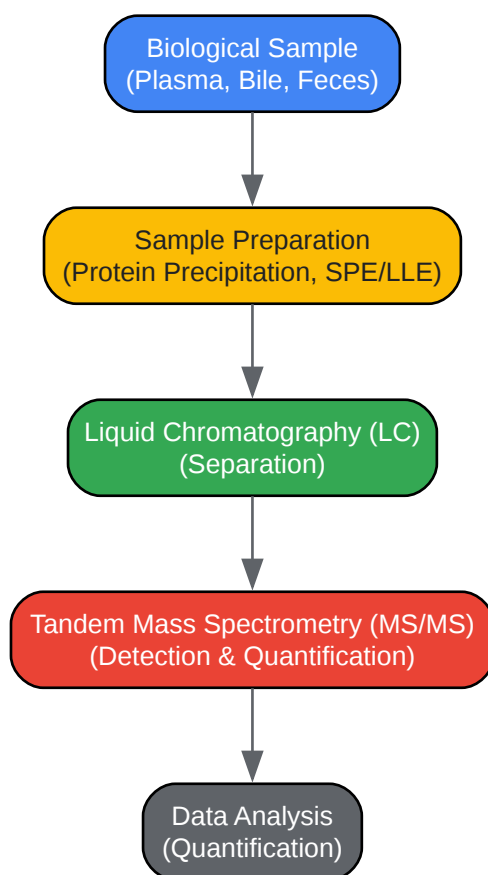 Biological Sample
(Plasma, Bile, Feces)
Sample Preparation
(Protein Precipitation, SPE/LLE)
Liquid Chromatography (LC)
(Separation)
Tandem Mass Spectrometry (MS/MS)
(Detection & Quantification)
Data Analysis
(Quantification)